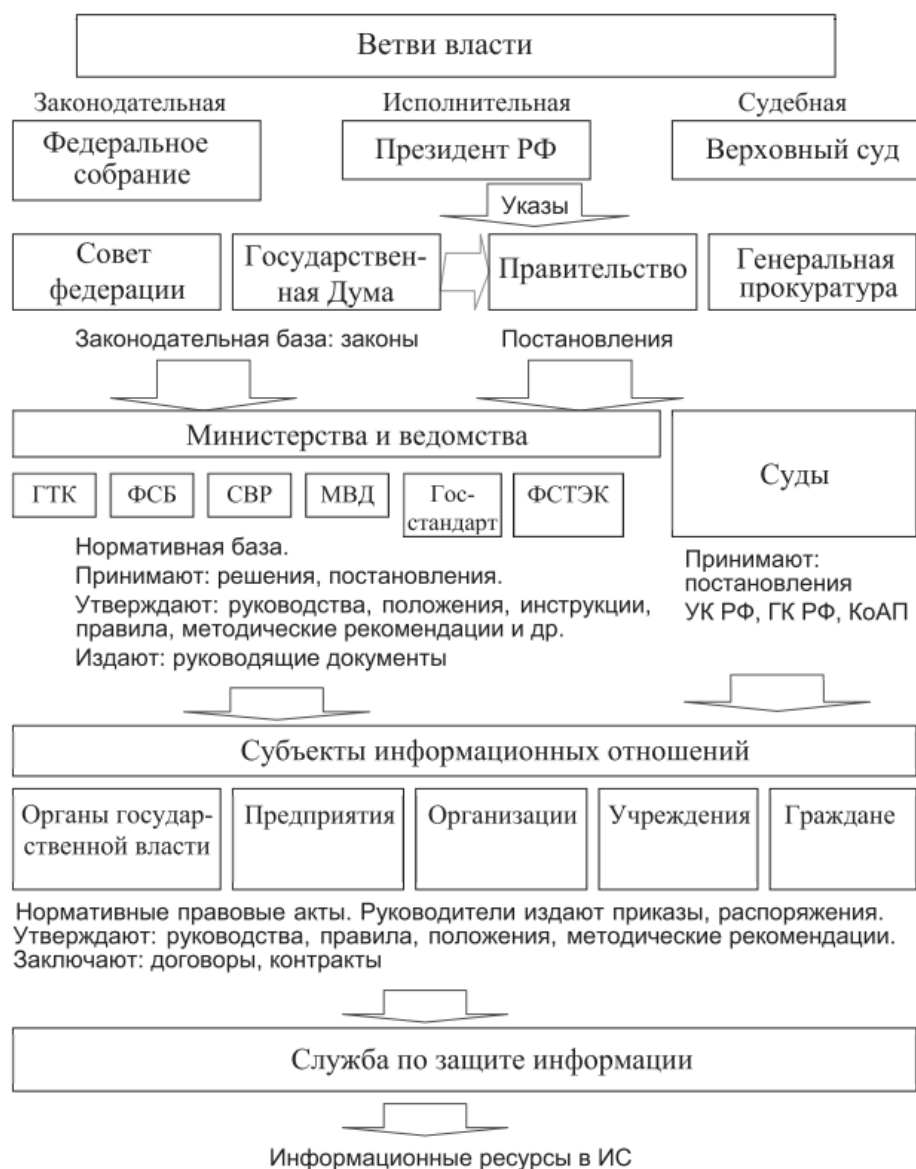 Ветви власти
Законодательная
Исполнительная
Судебная
Федеральное
собрание
Президент РФ
Верховный суд
Указы
Совет
федерации
Государствен-
ная Дума
Правительство
Генеральная
прокуратура
Законодательная база: законы
Постановления
Министерства и ведомства
Суды
ГТК
ФСБ
СВР
МВД
Гос-
стандарт
ФСТЭК
Нормативная база.
Принимают: решения, постановления.
Утверждают: руководства, положения, инструкции,
правила, методические рекомендации и др.
Издают: руководящие документы
Принимают:
постановления
УК РФ, ГК РФ, КоАП
Субъекты информационных отношений
Органы государ-
ственной власти
Предприятия
Организации
Учреждения
Граждане
Нормативные правовые акты. Руководители издают приказы, распоряжения.
Утверждают: руководства, правила, положения, методические рекомендации.
Заключают: договоры, контракты
Служба по защите информации
Информационные ресурсы в ИС